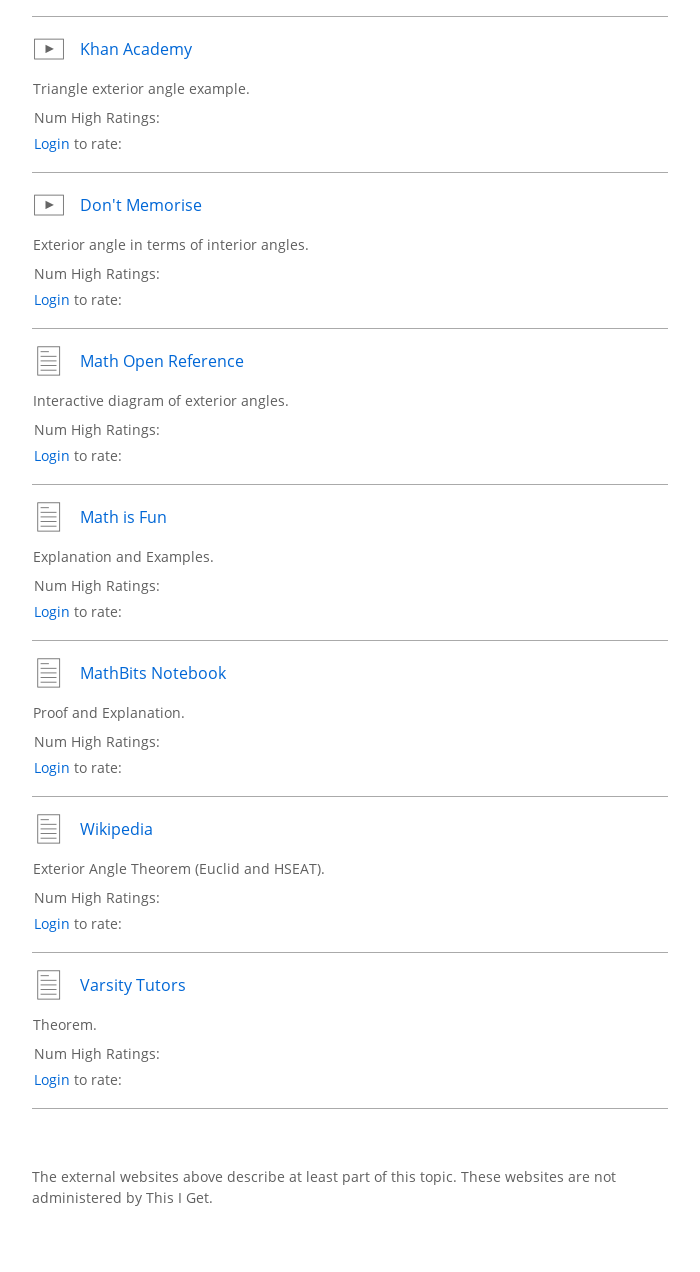 Khan Academy
Triangle exterior angle example.
Num High Ratings:
Login to rate:
Don't Memorise
Exterior angle in terms of interior angles.
Num High Ratings:
Login to rate:
Math Open Reference
Interactive diagram of exterior angles.
Num High Ratings:
Login to rate:
Math is Fun
Explanation and Examples.
Num High Ratings:
Login to rate:
MathBits Notebook
Proof and Explanation.
Num High Ratings:
Login to rate:
Wikipedia
Exterior Angle Theorem (Euclid and HSEAT).
Num High Ratings:
Login to rate:
Varsity Tutors
Theorem.
Num High Ratings:
Login to rate:
The external websites above describe at least part of this topic. These websites are not
administered by This I Get.